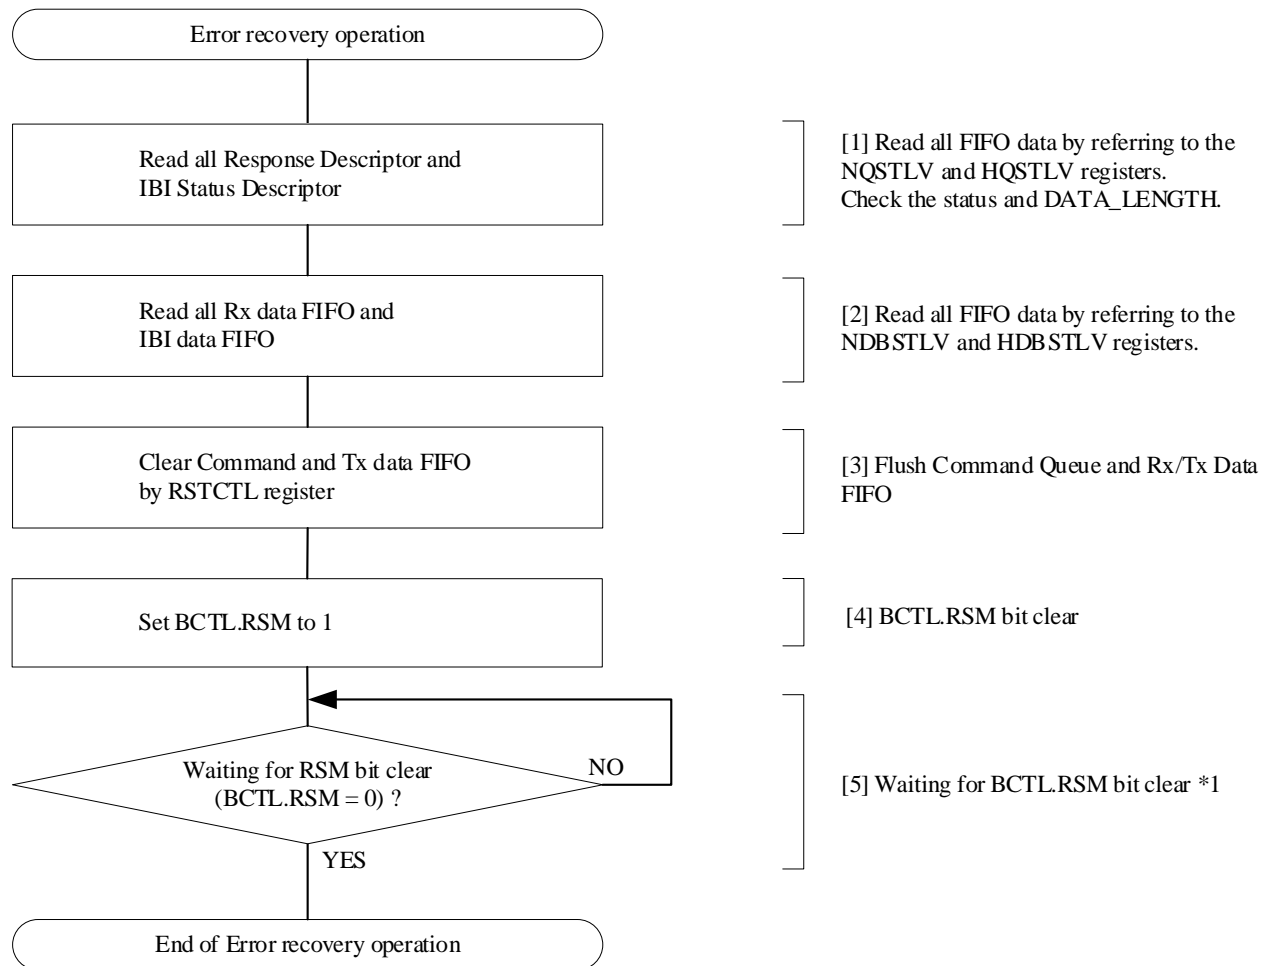 Error recovery operation
Read all Response Descriptor and
IBI Status Descriptor
[1] Read all FIFO data by referring to the
NQSTLV and HQSTLV registers.
Check the status and DATA_LENGTH.
Read all Rx data FIFO and
IBI data FIFO
[2] Read all FIFO data by referring to the
NDBSTLV and HDBSTLV registers.
Clear Command and Tx data FIFO
by RSTCTL register
[3] Flush Command Queue and Rx/Tx Data
FIFO
Set BCTL.RSM to 1
[4] BCTL.RSM bit clear
Waiting for RSM bit clear
(BCTL.RSM = 0) ?
NO
[5] Waiting for BCTL.RSM bit clear *1
YES
End of Error recovery operation